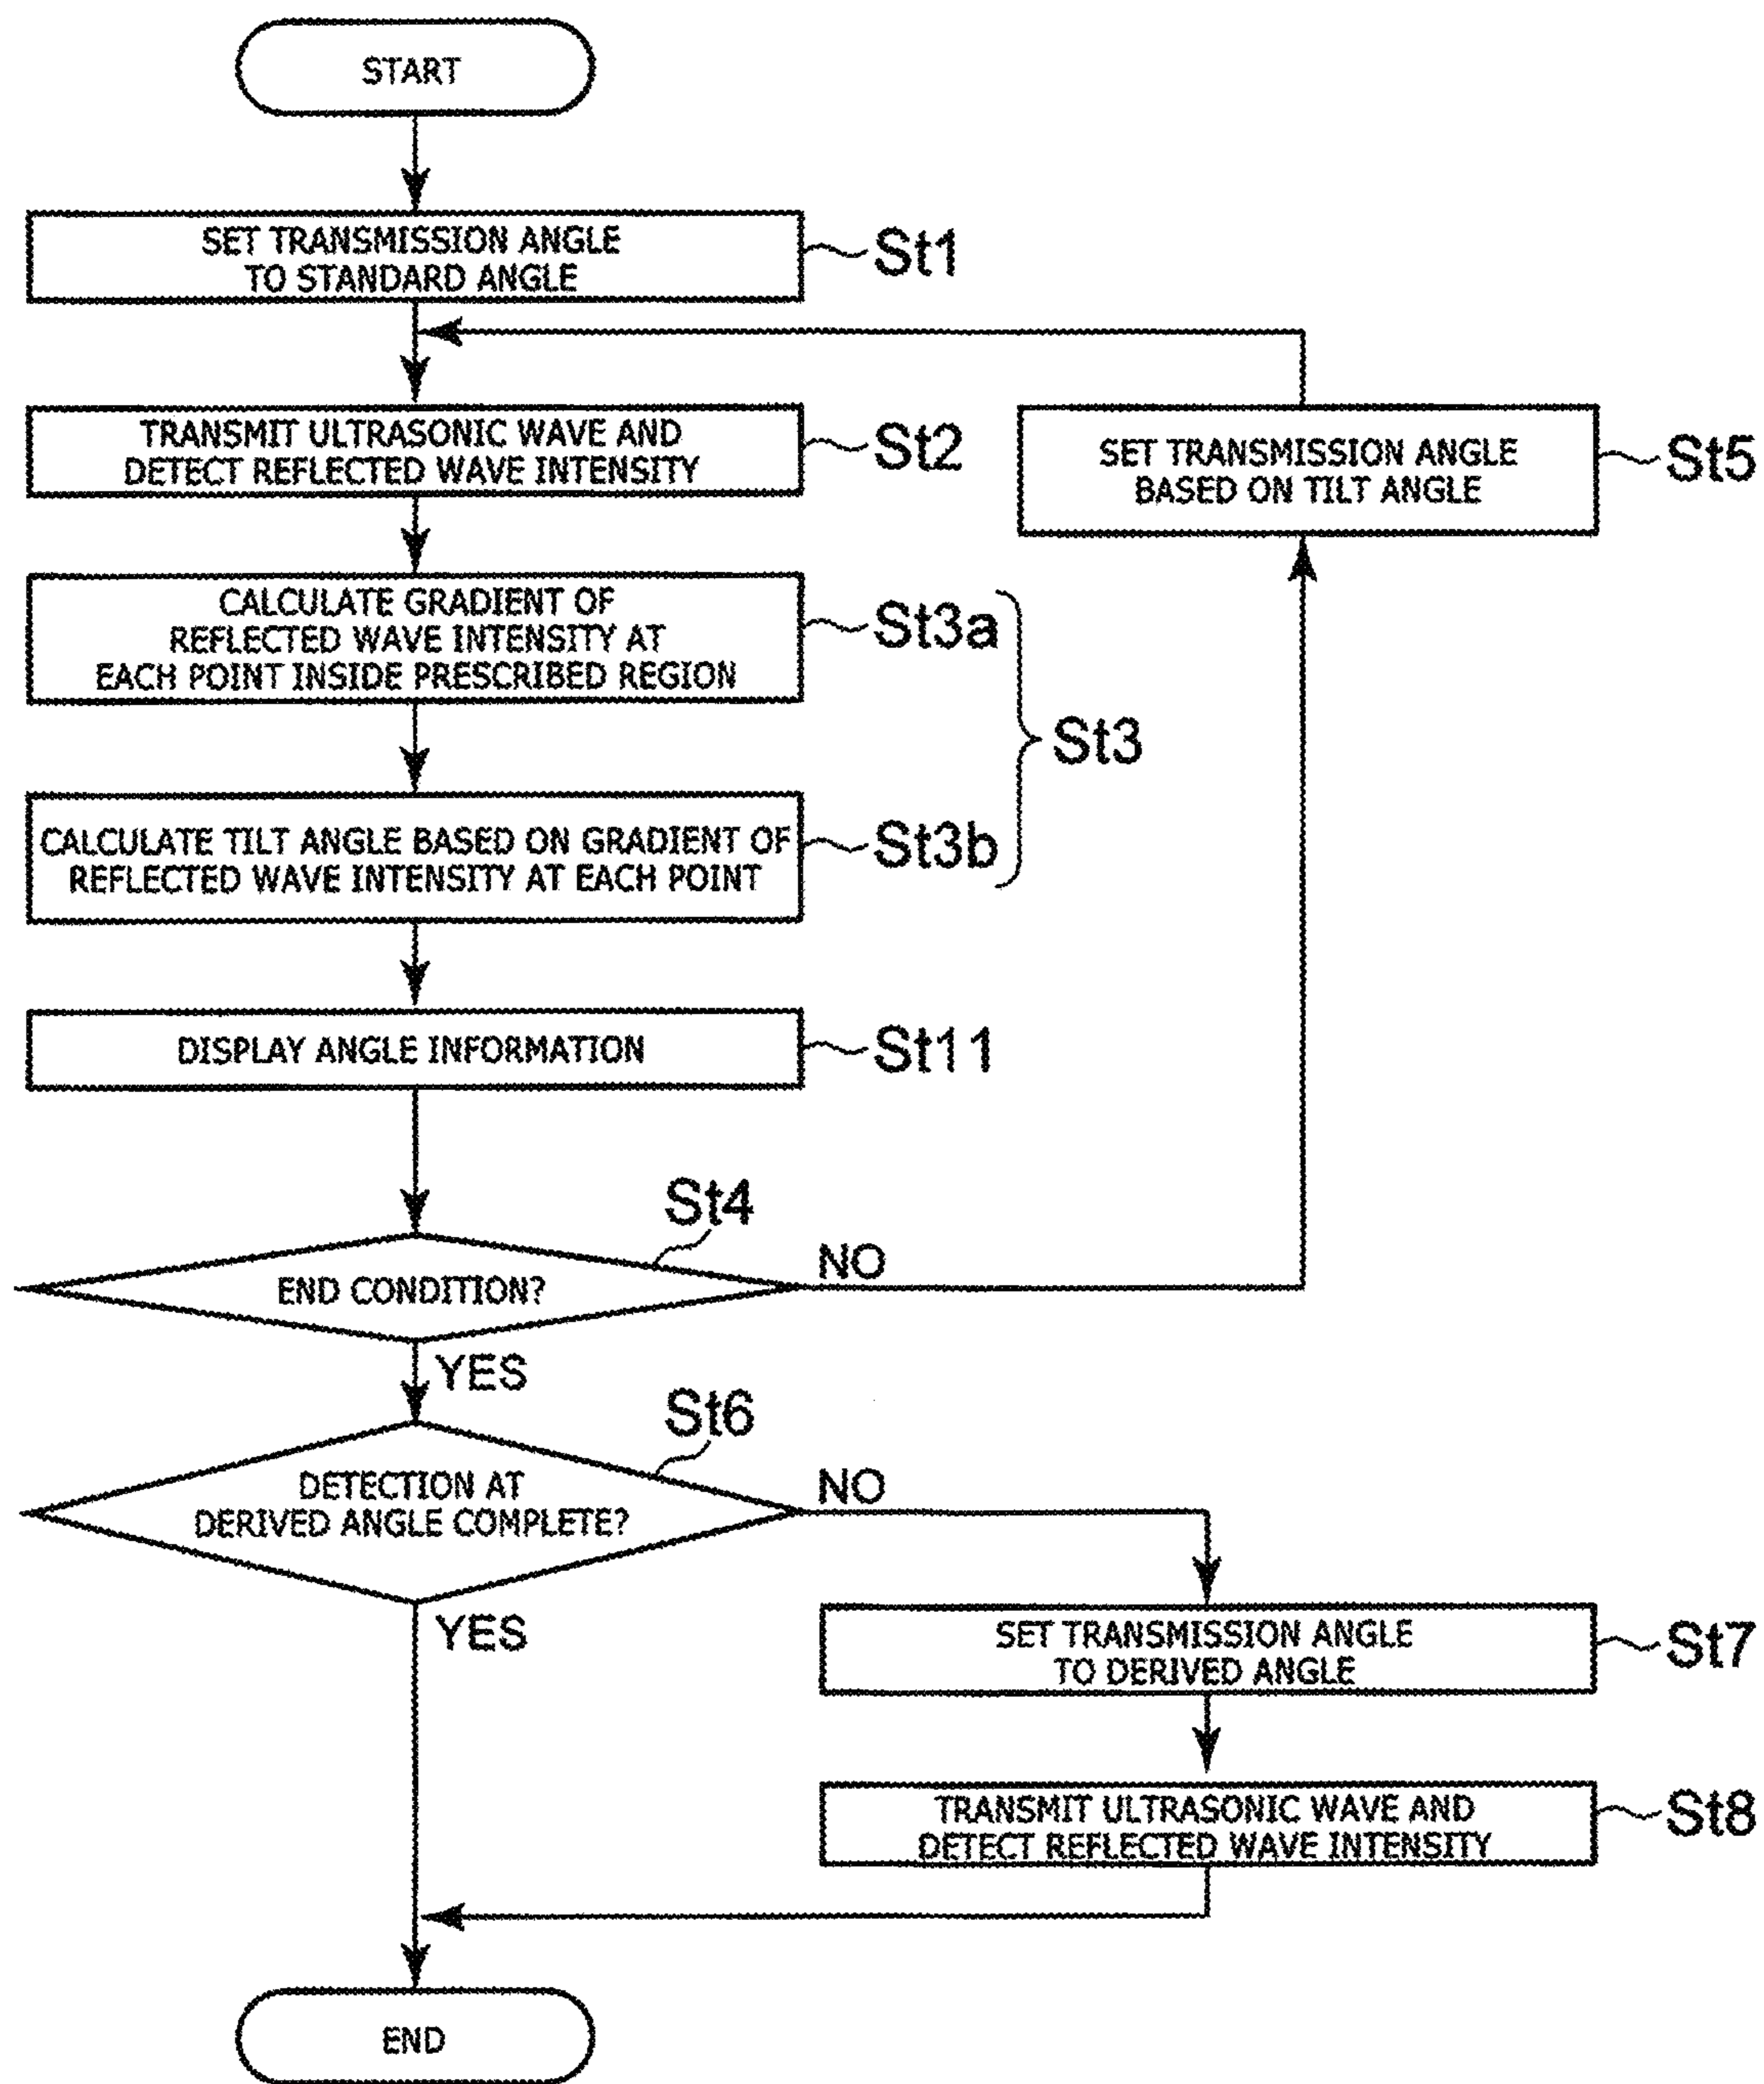 START
SET TRANSMISSION ANGLE
TO STANDARD ANGLE
St1
TRANSMIT ULTRASONIC WAVE AND
DETECT REFLECTED WAVE INTENSITY
St2
SET TRANSMISSION ANGLE
BASED ON TILT ANGLE
St5
CALCULATE GRADIENT OF
REFLECTED WAVE INTENSITY AT
EACH POINT INSIDE PRESCRIBED REGION
St3a
St3
CALCULATE TILT ANGLE BASED ON GRADIENT OF
REFLECTED WAVE INTENSITY AT EACH POINT
St3b
DISPLAY ANGLE INFORMATION
St11
St4
END CONDITION?
NO
YES
St6
DETECTION AT
DERIVED ANGLE COMPLETE?
NO
YES
SET TRANSMISSION ANGLE
TO DERIVED ANGLE
St7
TRANSMIT ULTRASONIC WAVE AND
DETECT REFLECTED WAVE INTENSITY
St8
END